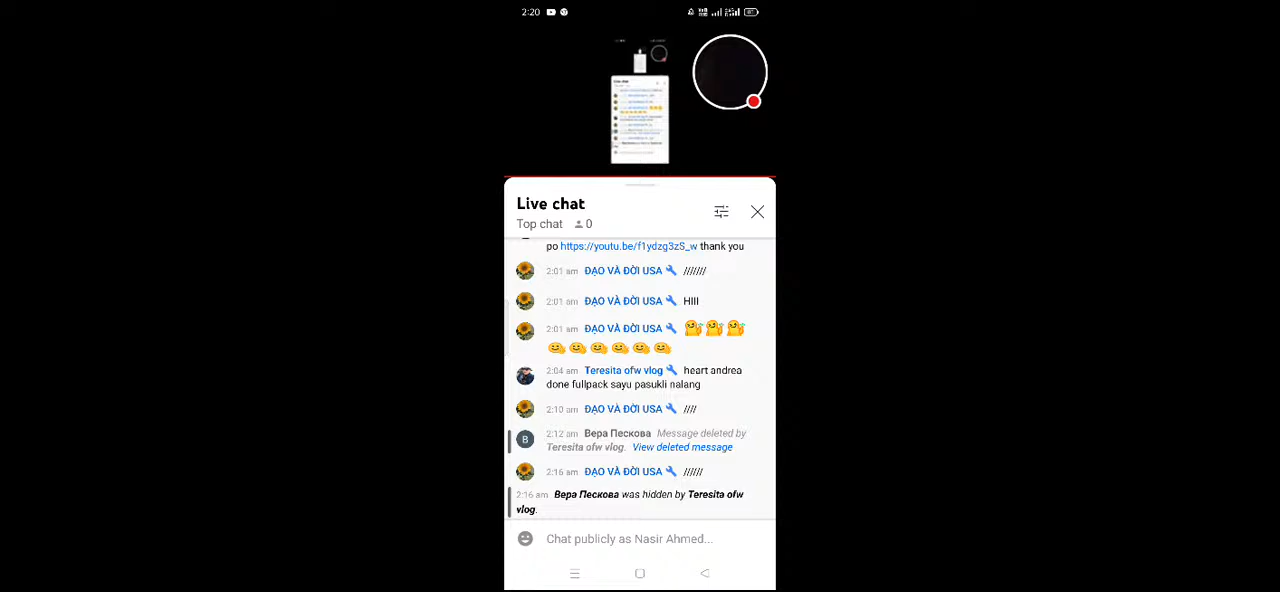 2:20
Live chat
Top chat 0
po https://youtu.be/f1ydzg3zS_w thank you
2:01 am ĐẠO VÀ ĐỜI USA ///////
2:01 am ĐẠO VÀ ĐỜI USA HIII
2:01 am ĐẠO VÀ ĐỜI USA
2:04 am Teresita ofw vlog heart andrea
done fullpack sayu pasukli nalang
2:10 am ĐẠO VÀ ĐỜI USA ////
B
2:12 am Вера Пескова Message deleted by
Teresita ofw vlog. View deleted message
2:16 am ĐẠO VÀ ĐỜI USA //////
2:16 am Вера Пескова was hidden by Teresita ofw
vlog.
Chat publicly as Nasir Ahmed...